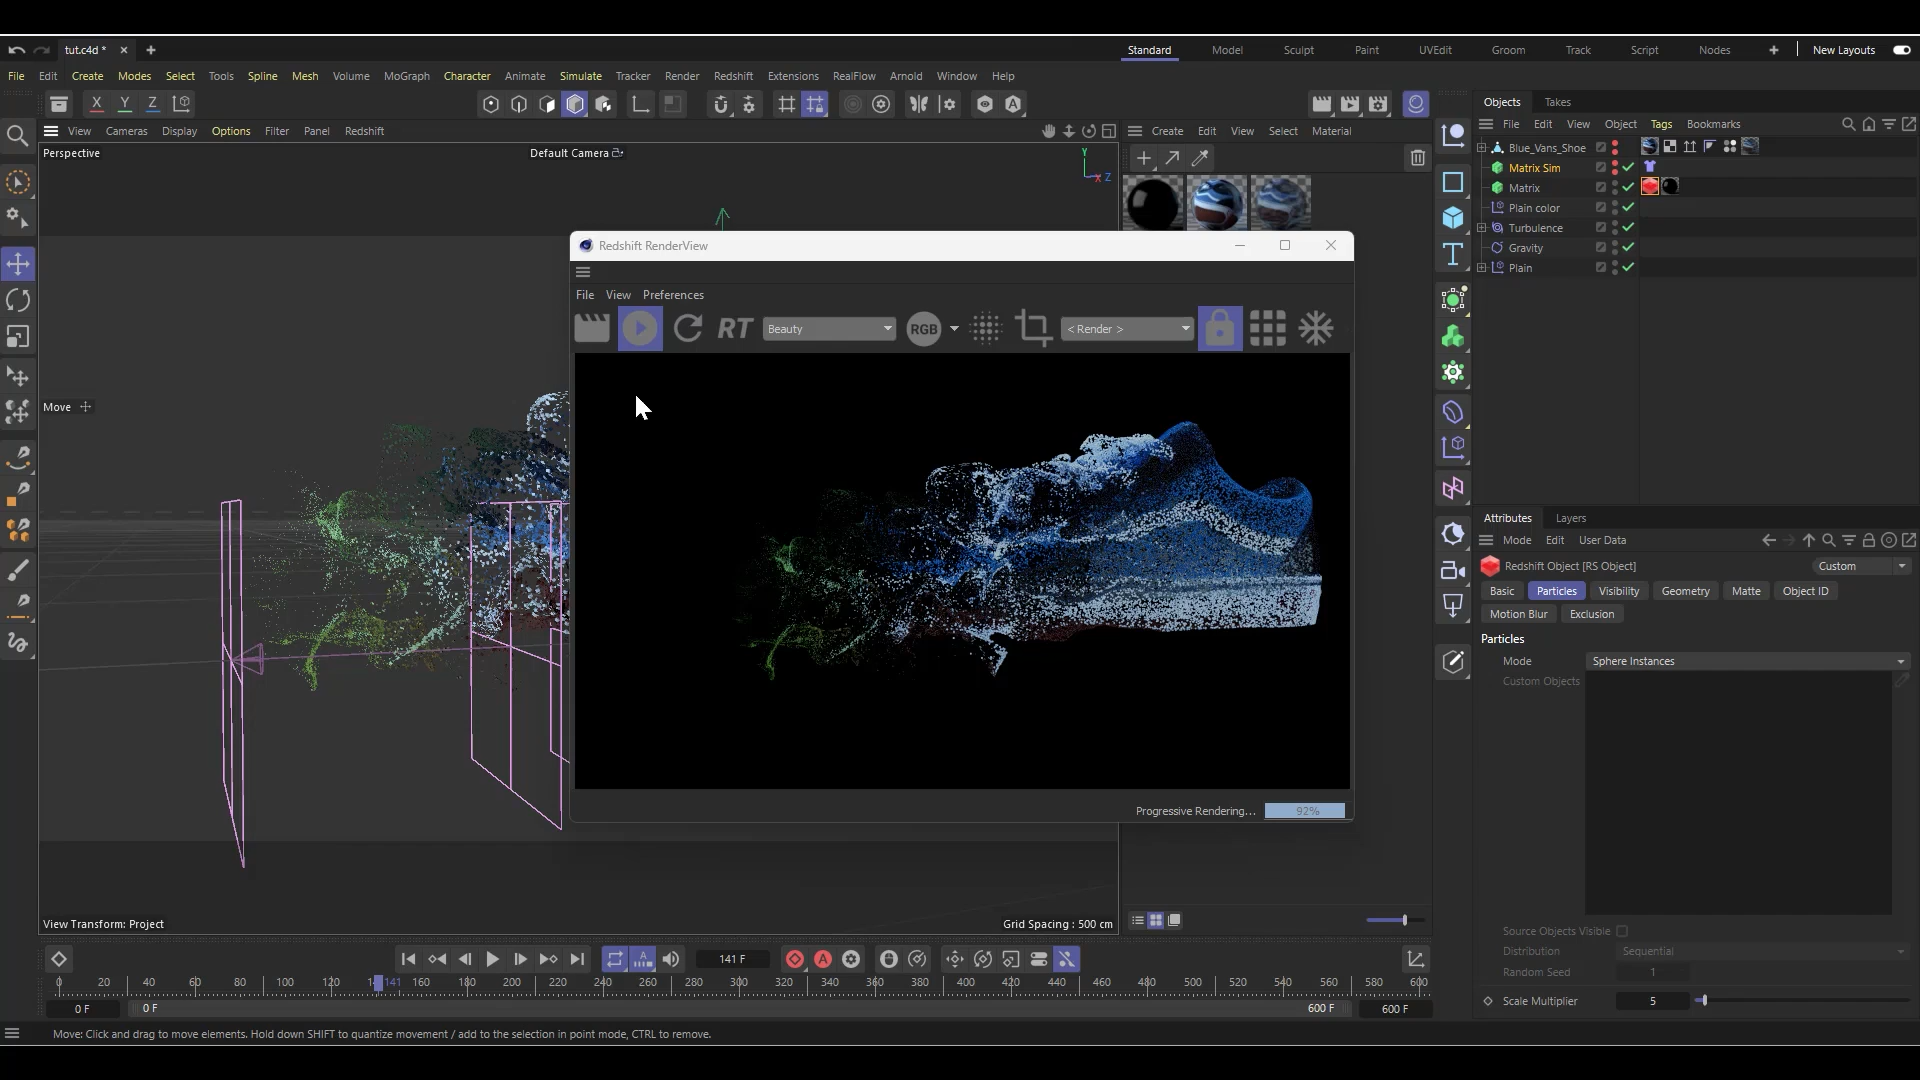 tut.c4d *
Standard Model Sculpt Paint UVEdit Groom Track Script Nodes New Layouts
File Edit Create Modes Select Tools Spline Mesh Volume MoGraph Character Animate Simulate Tracker Render Redshift Extensions RealFlow Arnold Window Help
X Y Z
Objects Takes
View Cameras Display Options Filter Panel Redshift
Create Edit View Select Material
File Edit View Object Tags Bookmarks
Perspective
Default Camera
Y
X Z
Blue_Vans_Shoe
Matrix Sim
Matrix
Plain color
Turbulence
Gravity
Plain
Redshift RenderView
File View Preferences
RT
Beauty
RGB
< Render >
Move
Progressive Rendering...
92%
View Transform: Project
Grid Spacing : 500 cm
Attributes Layers
Mode Edit User Data
Redshift Object [RS Object]
Custom
Basic Particles Visibility Geometry Matte Object ID
Motion Blur Exclusion
Particles
Mode Sphere Instances
Custom Objects
Source Objects Visible
Distribution Sequential
Random Seed 1
Scale Multiplier 5
141 F
0 20 40 60 80 100 120 141 160 180 200 220 240 260 280 300 320 340 360 380 400 420 440 460 480 500 520 540 560 580 600
0 F 0 F 600 F 600 F
Move: Click and drag to move elements. Hold down SHIFT to quantize movement / add to the selection in point mode, CTRL to remove.